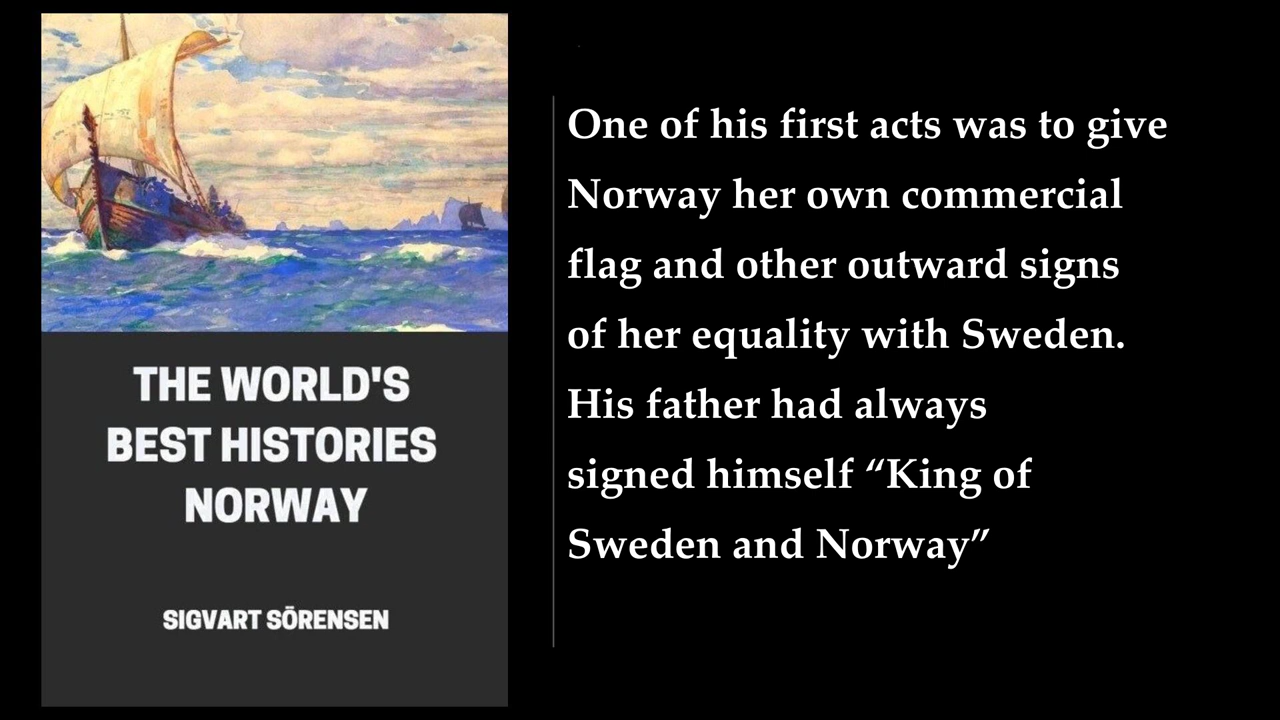 THE WORLD'S
BEST HISTORIES
NORWAY
SIGVART SÖRENSEN
One of his first acts was to give
Norway her own commercial
flag and other outward signs
of her equality with Sweden.
His father had always
signed himself “King of
Sweden and Norway”